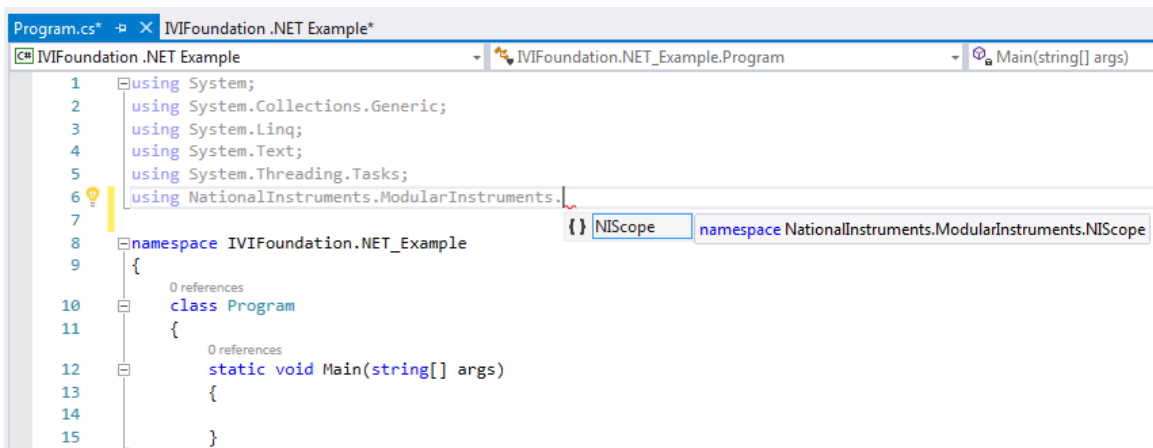 Program.cs* IVIFoundation .NET Example*
C# IVIFoundation .NET Example IVIFoundation.NET_Example.Program Main(string[] args)
1 using System;
2 using System.Collections.Generic;
3 using System.Linq;
4 using System.Text;
5 using System.Threading.Tasks;
6 using NationalInstruments.ModularInstruments.
7 { } NIScope namespace NationalInstruments.ModularInstruments.NIScope
8 namespace IVIFoundation.NET_Example
9 {
0 references
10 class Program
11 {
0 references
12 static void Main(string[] args)
13 {
14
15 }